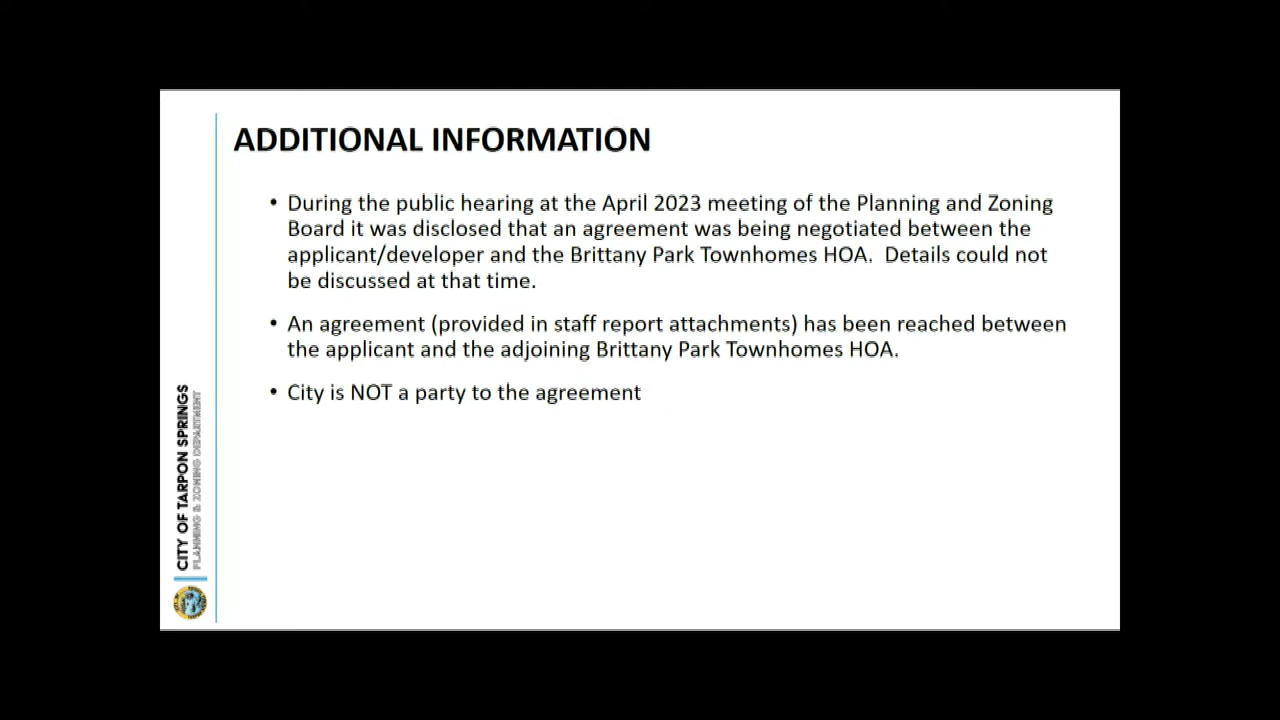 ADDITIONAL INFORMATION
• During the public hearing at the April 2023 meeting of the Planning and Zoning
Board it was disclosed that an agreement was being negotiated between the
applicant/developer and the Brittany Park Townhomes HOA. Details could not
be discussed at that time.
• An agreement (provided in staff report attachments) has been reached between
the applicant and the adjoining Brittany Park Townhomes HOA.
• City is NOT a party to the agreement
CITY OF TARPON SPRINGS
PLANNING & ZONING DEPARTMENT